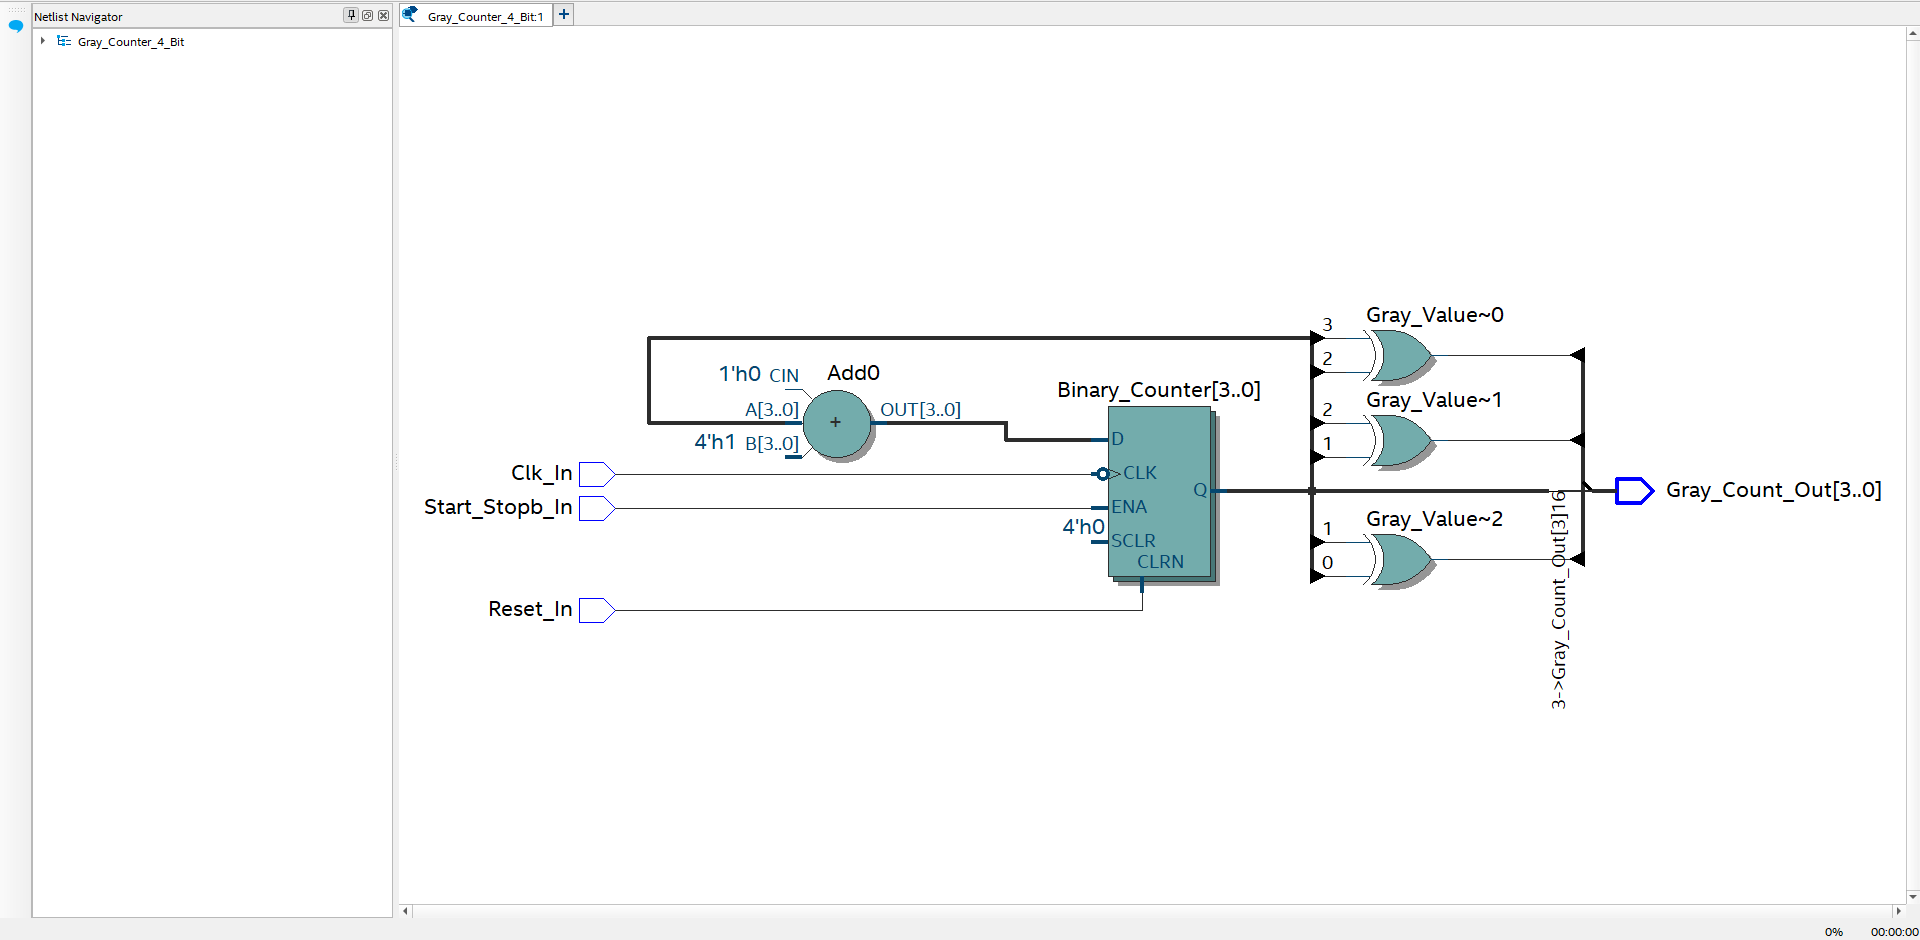 Netlist Navigator
Gray_Counter_4_Bit
Gray_Counter_4_Bit:1
+
Gray_Value~0
3
2
1'h0 CIN
Add0
A[3..0]
+
OUT[3..0]
4'h1 B[3..0]
Binary_Counter[3..0]
Gray_Value~1
2
1
D
Clk_In
CLK
Q
Gray_Count_Out[3..0]
Start_Stopb_In
ENA
4'h0
SCLR
CLRN
Gray_Value~2
1
0
3->Gray_Count_Out[3]16
Reset_In
0%
00:00:00